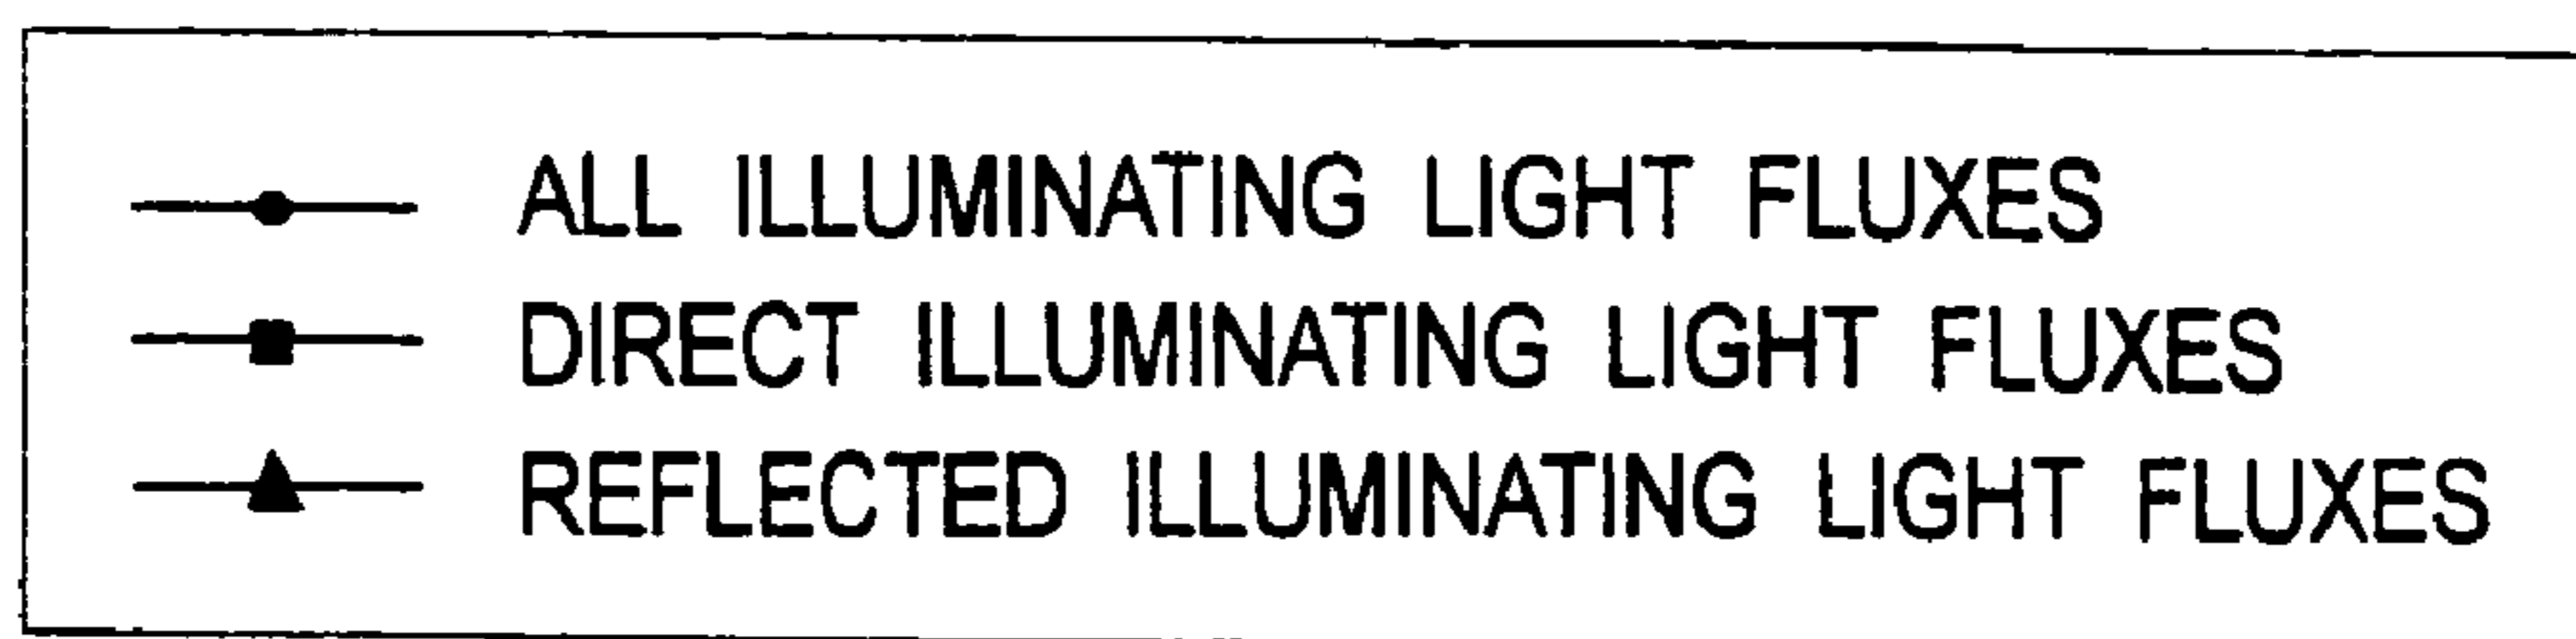 ALL ILLUMINATING LIGHT FLUXES
DIRECT ILLUMINATING LIGHT FLUXES
REFLECTED ILLUMINATING LIGHT FLUXES